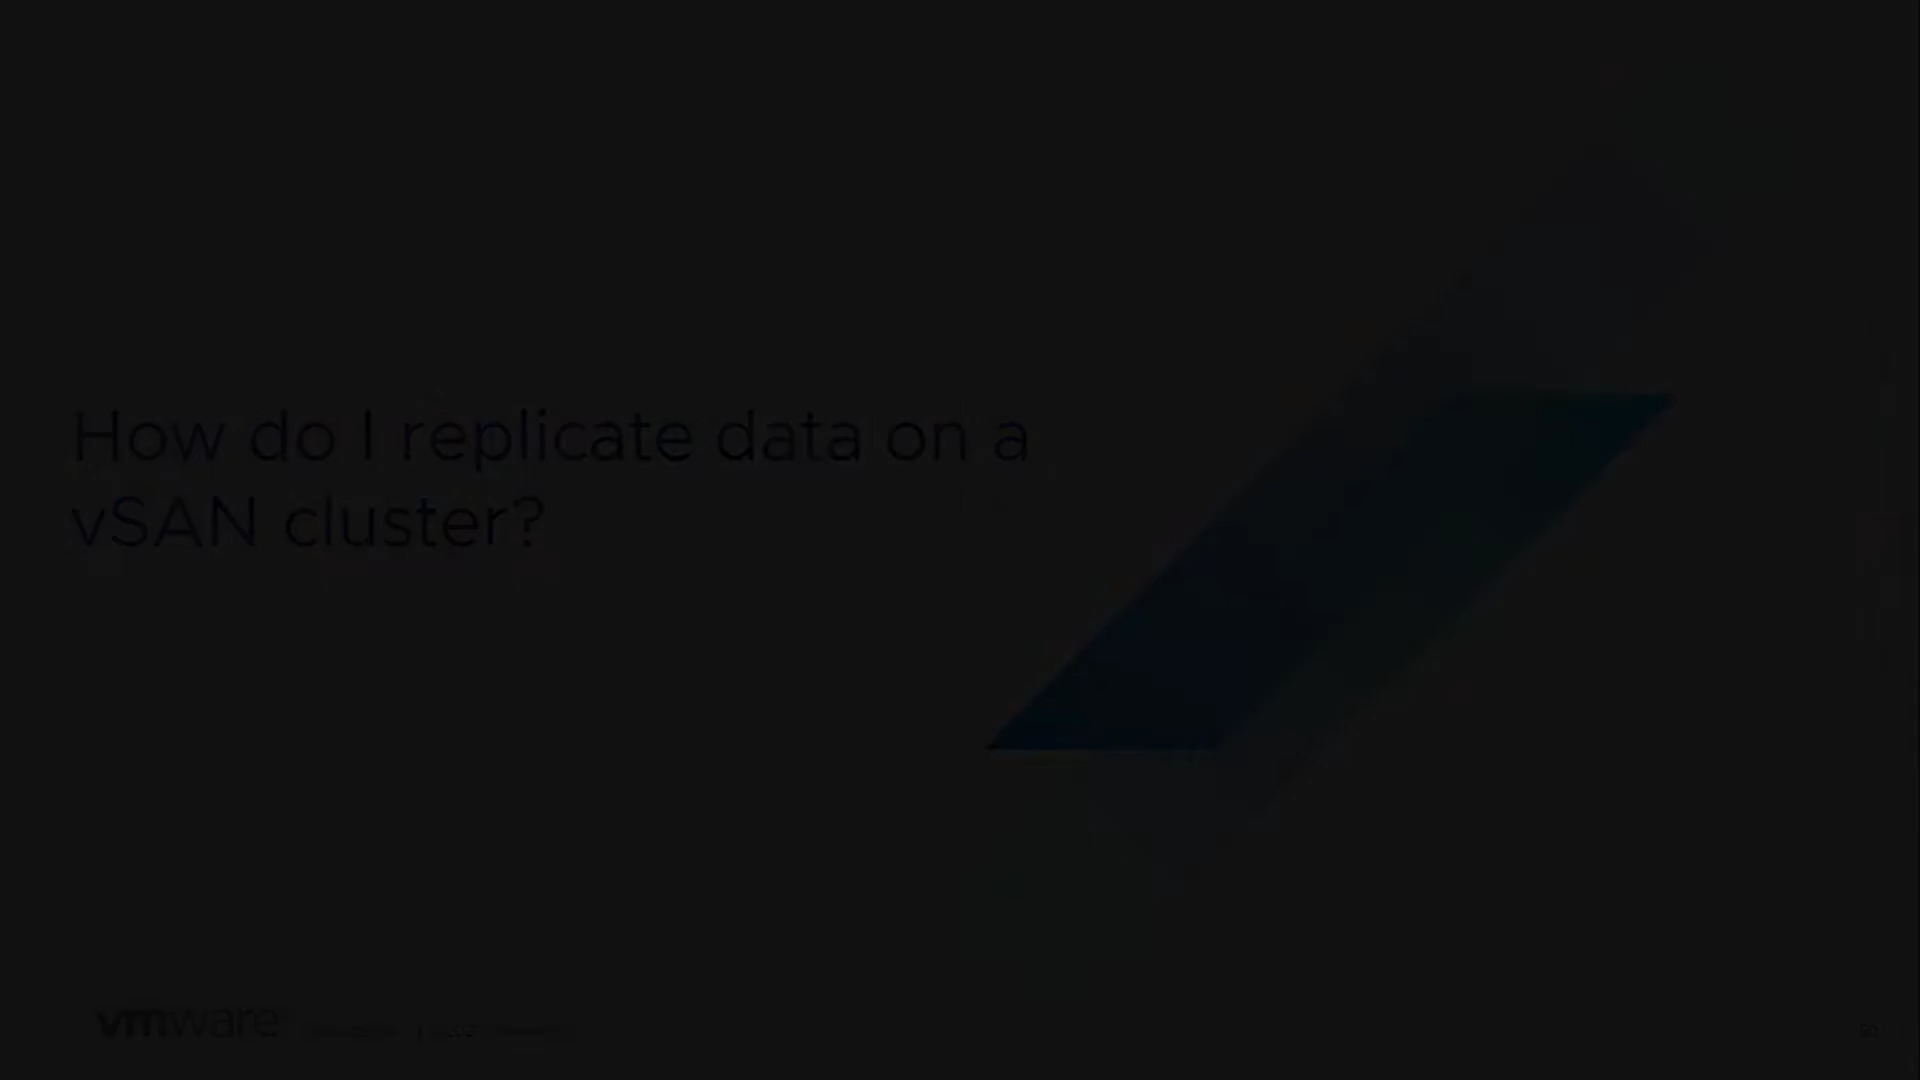 How do I replicate data on a
vSAN cluster?
vmware